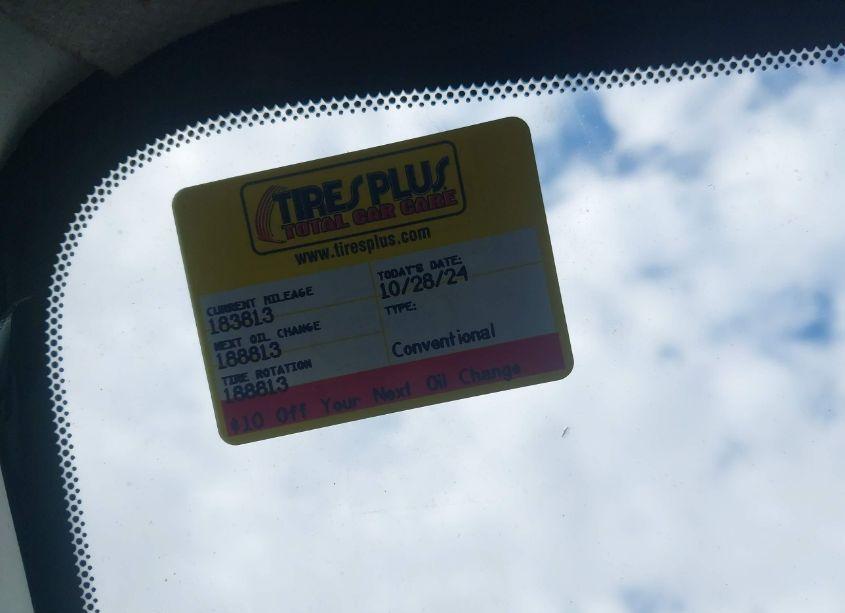 TIRES PLUS
TOTAL CAR CARE
www.tiresplus.com
CURRENT MILEAGE
183813
NEXT OIL CHANGE
188813
TIRE ROTATION
188813
TODAY'S DATE:
10/28/24
TYPE:
Conventional
$10 Off Your Next Oil Change